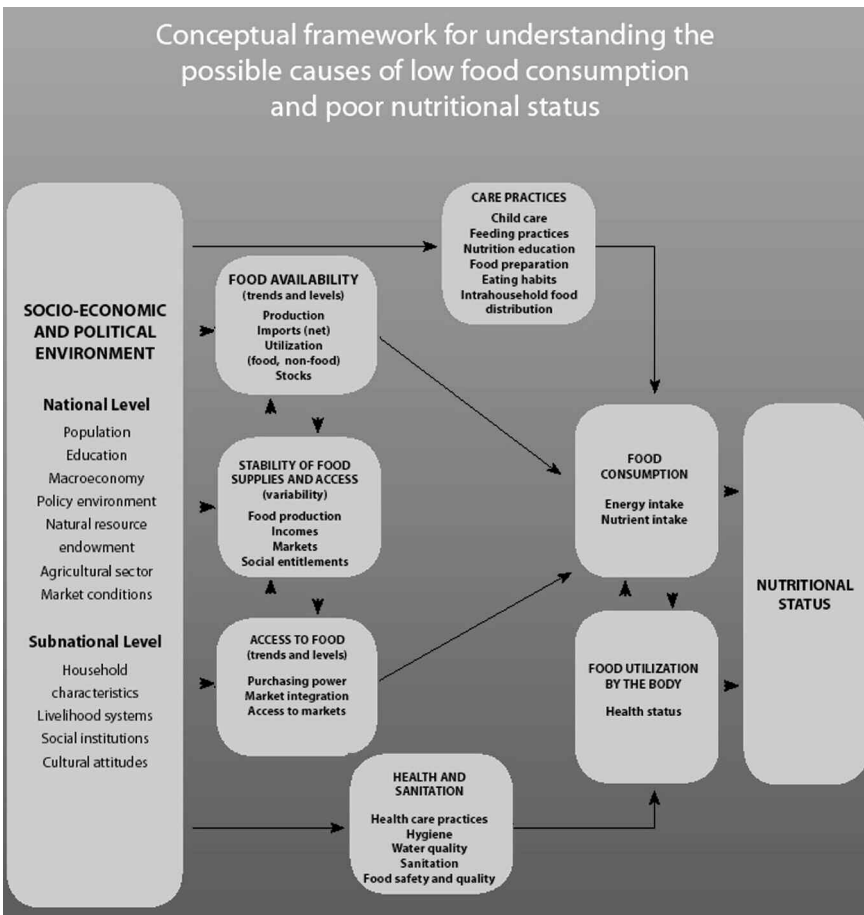 Conceptual framework for understanding the
possible causes of low food consumption
and poor nutritional status
SOCIO-ECONOMIC
AND POLITICAL
ENVIRONMENT
National Level
Population
Education
Macroeconomy
Policy environment
Natural resource
endowment
Agricultural sector
Market conditions
Subnational Level
Household
characteristics
Livelihood systems
Social institutions
Cultural attitudes
FOOD AVAILABILITY
(trends and levels)
Production
Imports (net)
Utilization
(food, non-food)
Stocks
STABILITY OF FOOD
SUPPLIES AND ACCESS
(variability)
Food production
Incomes
Markets
Social entitlements
ACCESS TO FOOD
(trends and levels)
Purchasing power
Market integration
Access to markets
CARE PRACTICES
Child care
Feeding practices
Nutrition education
Food preparation
Eating habits
Intrahousehold food
distribution
HEALTH AND
SANITATION
Health care practices
Hygiene
Water quality
Sanitation
Food safety and quality
FOOD
CONSUMPTION
Energy intake
Nutrient intake
FOOD UTILIZATION
BY THE BODY
Health status
NUTRITIONAL
STATUS